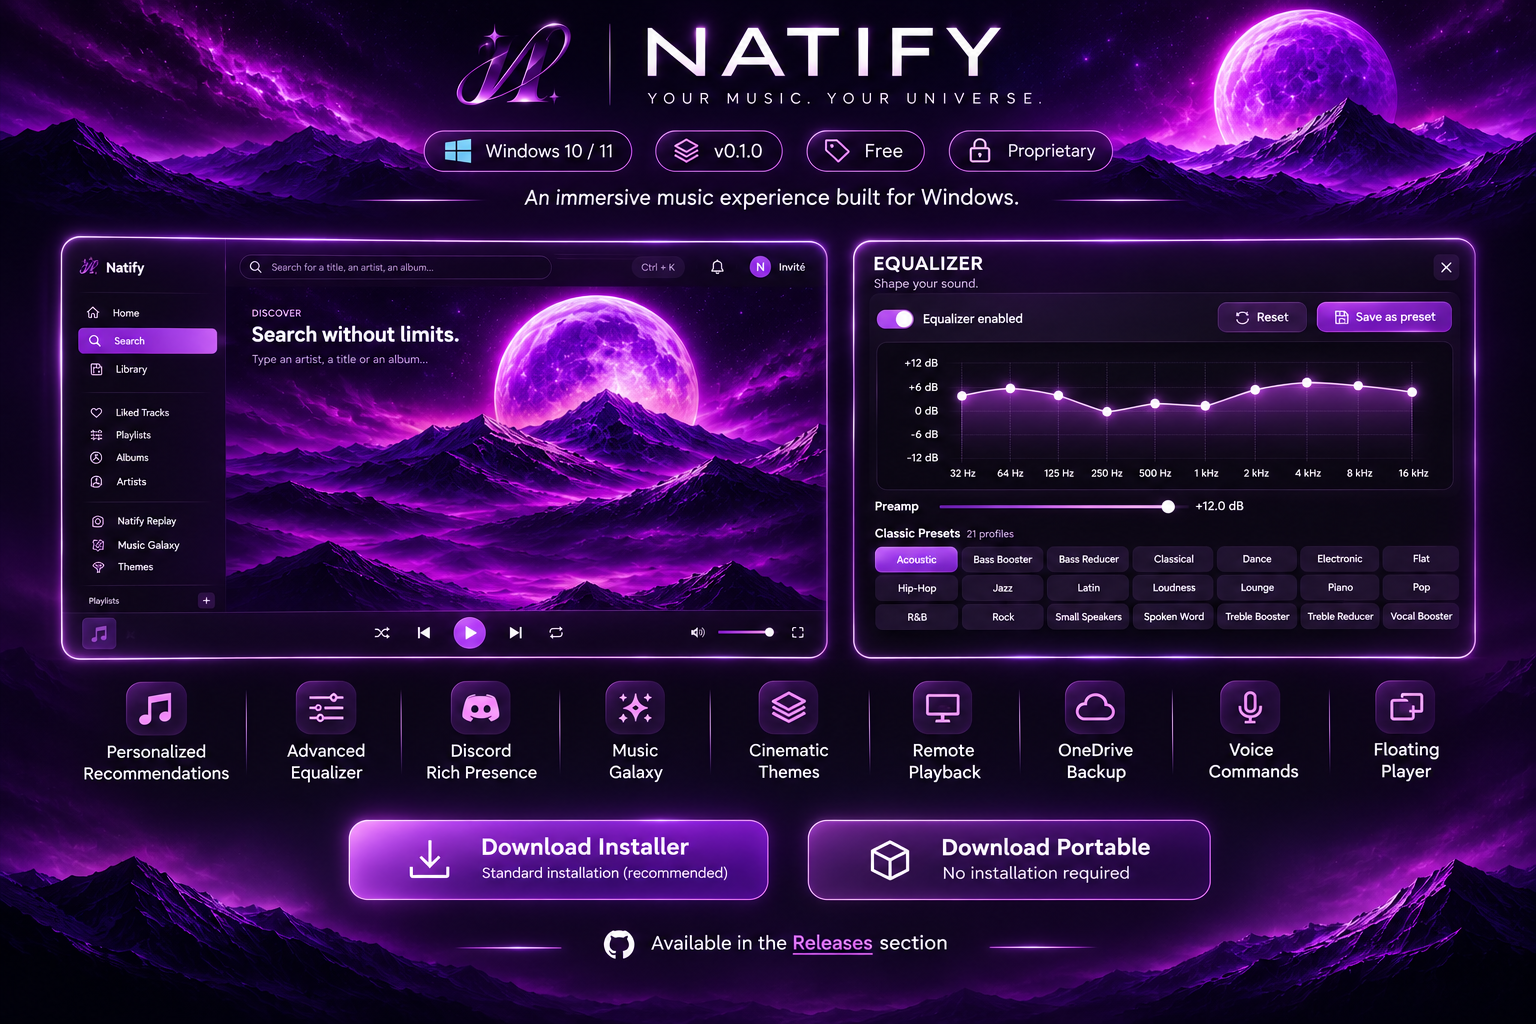 NATIFY
YOUR MUSIC. YOUR UNIVERSE.
Windows 10 / 11
v0.1.0
Free
Proprietary
An immersive music experience built for Windows.
Natify
Search for a title, an artist, an album...
Ctrl + K
N
Invité
Home
Search
Library
Liked Tracks
Playlists
Albums
Artists
Natify Replay
Music Galaxy
Themes
Playlists
+
DISCOVER
Search without limits.
Type an artist, a title or an album...
EQUALIZER
Shape your sound.
Equalizer enabled
Reset
Save as preset
+12 dB
+6 dB
0 dB
-6 dB
-12 dB
32 Hz 64 Hz 125 Hz 250 Hz 500 Hz 1 kHz 2 kHz 4 kHz 8 kHz 16 kHz
Preamp +12.0 dB
Classic Presets 21 profiles
Acoustic Bass Booster Bass Reducer Classical Dance Electronic Flat
Hip-Hop Jazz Latin Loudness Lounge Piano Pop
R&B Rock Small Speakers Spoken Word Treble Booster Treble Reducer Vocal Booster
Personalized
Recommendations
Advanced
Equalizer
Discord
Rich Presence
Music
Galaxy
Cinematic
Themes
Remote
Playback
OneDrive
Backup
Voice
Commands
Floating
Player
Download Installer
Standard installation (recommended)
Download Portable
No installation required
Available in the Releases section